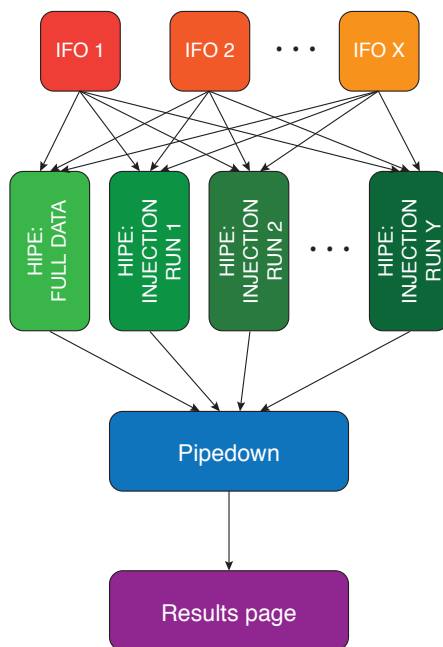 IFO 1
IFO 2
• • •
IFO X
HIPE:
FULL DATA
HIPE:
INJECTION
RUN 1
HIPE:
INJECTION
RUN 2
• • •
HIPE:
INJECTION
RUN Y
Pipedown
Results page